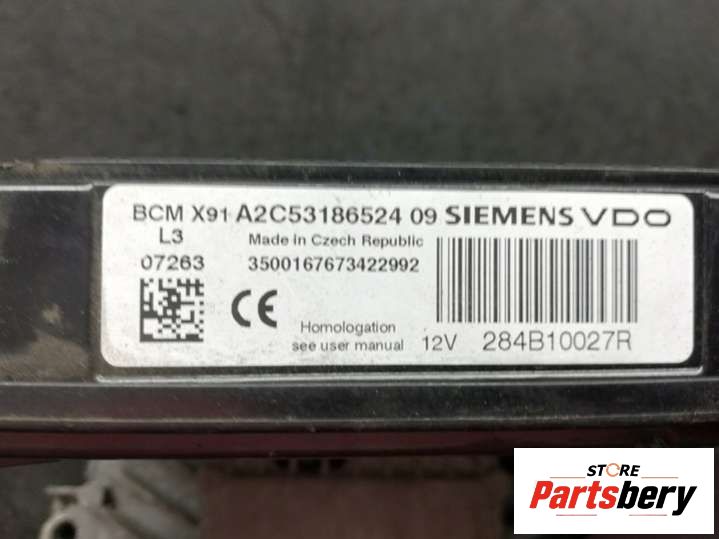 BCM X91 A2C53186524 09 SIEMENS VDO
L3 Made in Czech Republic
07263 3500167673422992
CE
Homologation
see user manual 12V 284B10027R
STORE
Partsbery